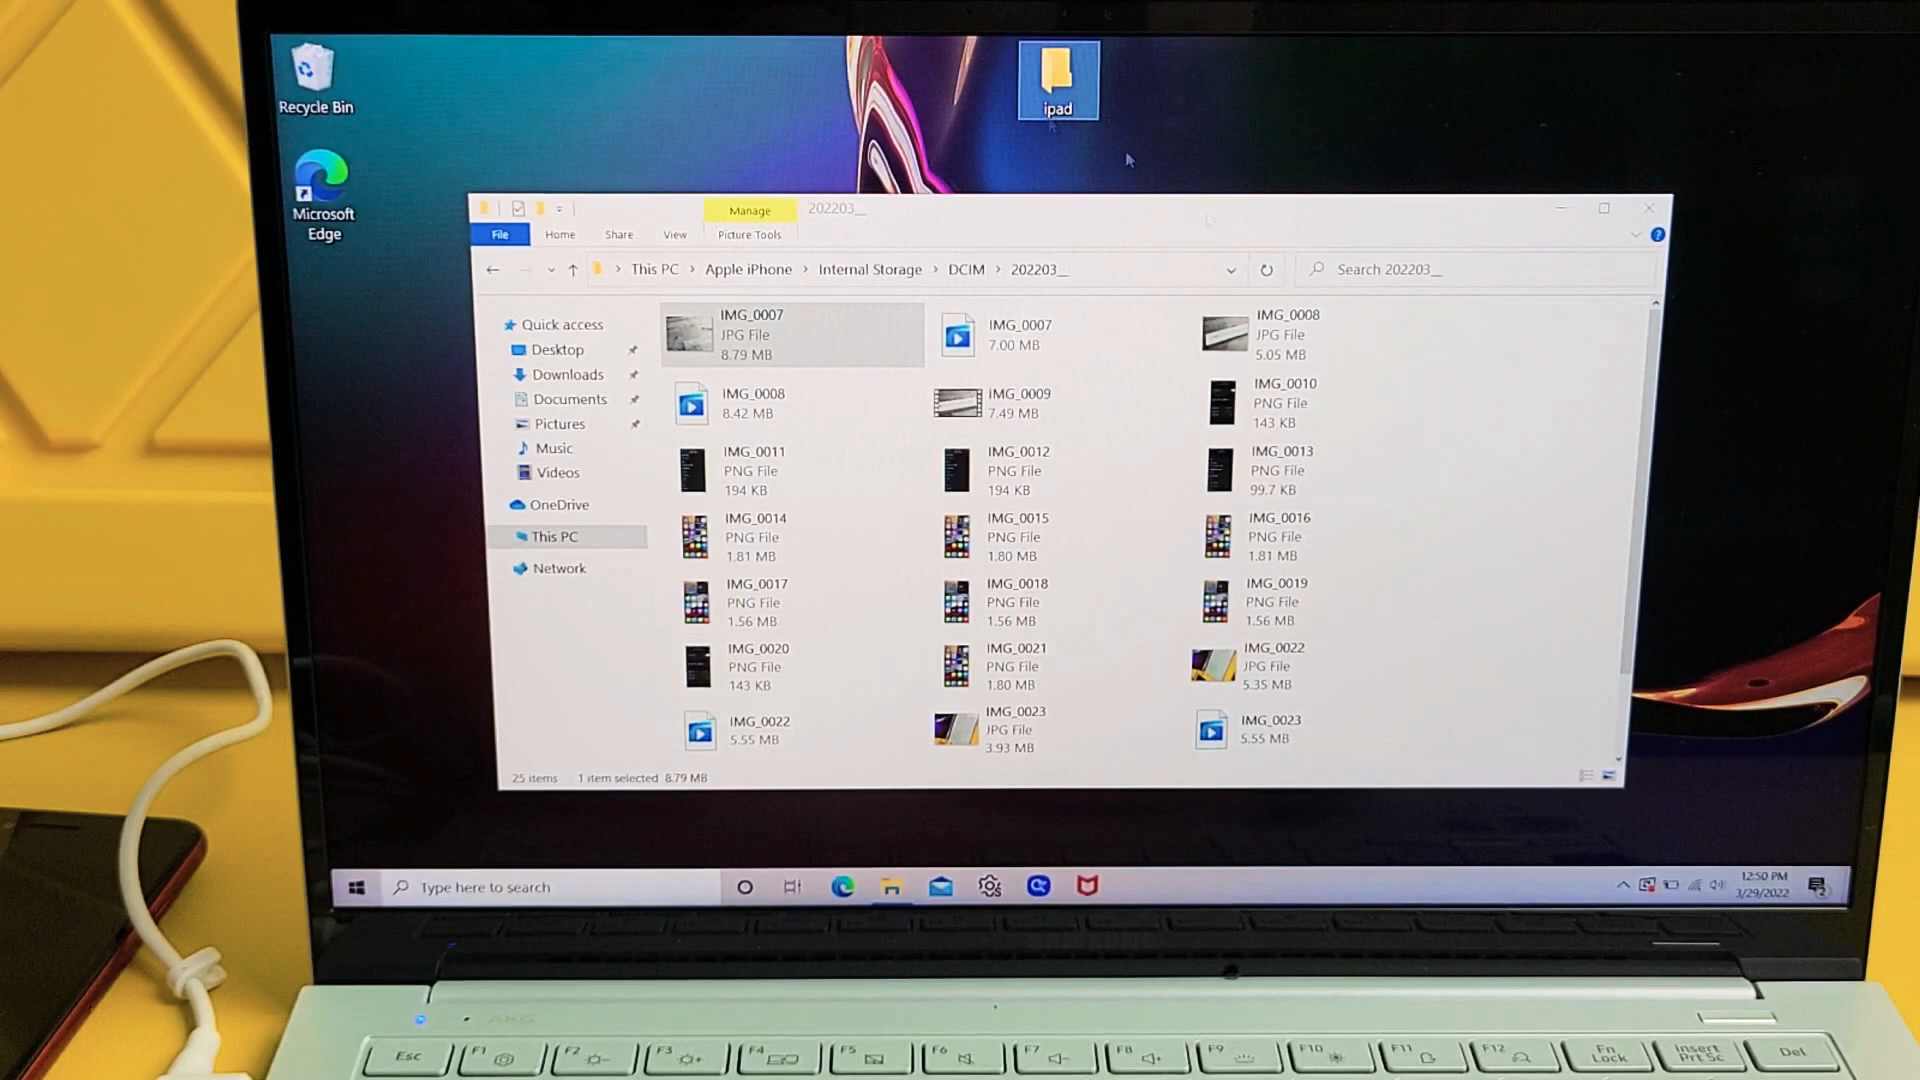 Recycle Bin
Microsoft
Edge
ipad
Manage
202203__
File
Home
Share
View
Picture Tools
This PC
Apple iPhone
Internal Storage
DCIM
202203__
Search 202203__
Quick access
Desktop
Downloads
Documents
Pictures
Music
Videos
OneDrive
This PC
Network
IMG_0007
JPG File
8.79 MB
IMG_0007
7.00 MB
IMG_0008
JPG File
5.05 MB
IMG_0008
8.42 MB
IMG_0009
7.49 MB
IMG_0010
PNG File
143 KB
IMG_0011
PNG File
194 KB
IMG_0012
PNG File
194 KB
IMG_0013
PNG File
99.7 KB
IMG_0014
PNG File
1.81 MB
IMG_0015
PNG File
1.80 MB
IMG_0016
PNG File
1.81 MB
IMG_0017
PNG File
1.56 MB
IMG_0018
PNG File
1.56 MB
IMG_0019
PNG File
1.56 MB
IMG_0020
PNG File
143 KB
IMG_0021
PNG File
1.80 MB
IMG_0022
JPG File
5.35 MB
IMG_0022
5.55 MB
IMG_0023
JPG File
3.93 MB
IMG_0023
5.55 MB
25 items
1 item selected 8.79 MB
Type here to search
12:50 PM
3/29/2022
2
AKG
Esc
F1
F2
F3
F4
F5
F6
F7
F8
F9
F10
F11
F12
Fn
Lock
Insert
Prt Sc
Del